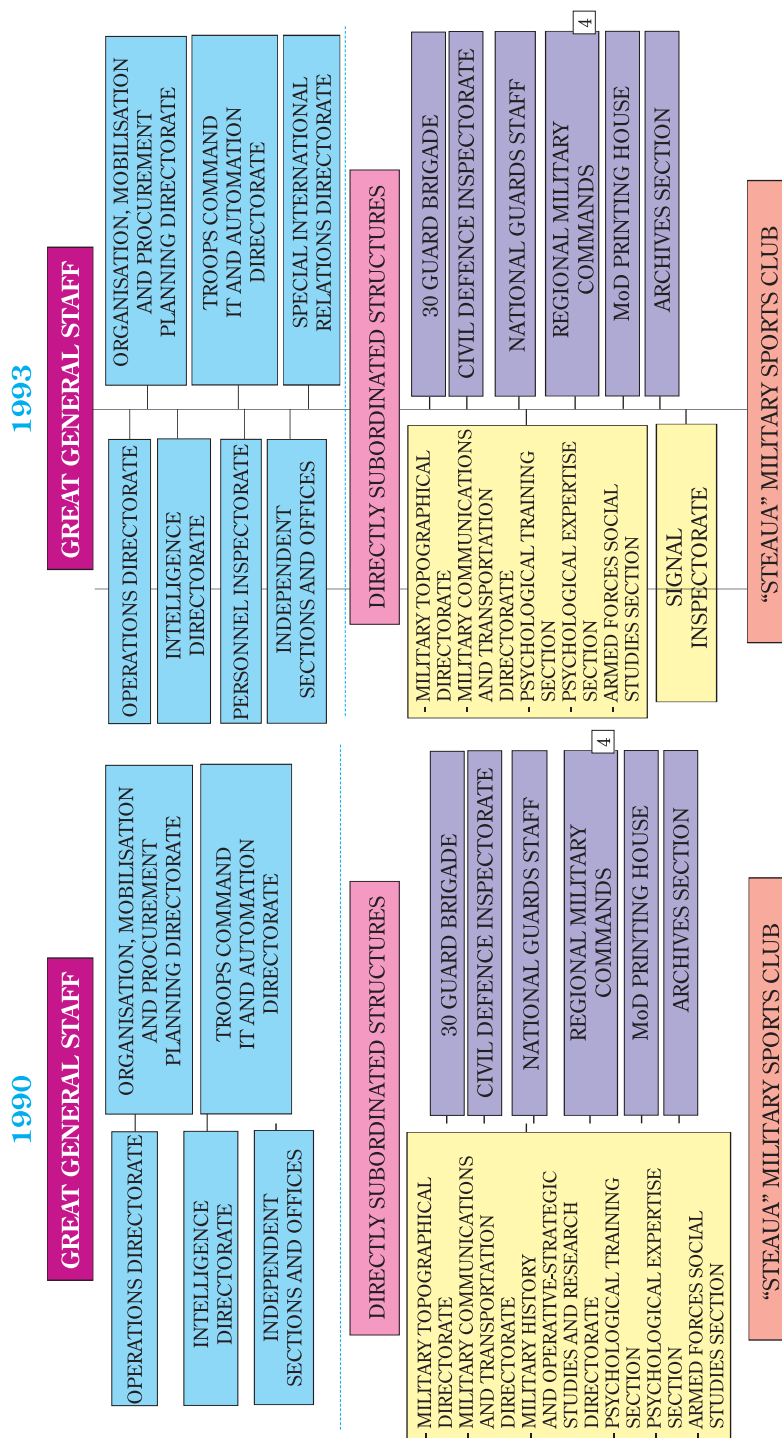 1990
GREAT GENERAL STAFF
OPERATIONS DIRECTORATE
INTELLIGENCE
DIRECTORATE
INDEPENDENT
SECTIONS AND OFFICES
ORGANISATION, MOBILISATION
AND PROCUREMENT
PLANNING DIRECTORATE
TROOPS COMMAND
IT AND AUTOMATION
DIRECTORATE
DIRECTLY SUBORDINATED STRUCTURES
- MILITARY TOPOGRAPHICAL
DIRECTORATE
- MILITARY COMMUNICATIONS
AND TRANSPORTATION
DIRECTORATE
- MILITARY HISTORY
AND OPERATIVE-STRATEGIC
STUDIES AND RESEARCH
DIRECTORATE
- PSYCHOLOGICAL TRAINING
SECTION
- PSYCHOLOGICAL EXPERTISE
SECTION
- ARMED FORCES SOCIAL
STUDIES SECTION
30 GUARD BRIGADE
CIVIL DEFENCE INSPECTORATE
NATIONAL GUARDS STAFF
REGIONAL MILITARY
COMMANDS
4
MoD PRINTING HOUSE
ARCHIVES SECTION
“STEAUA” MILITARY SPORTS CLUB
1993
GREAT GENERAL STAFF
OPERATIONS DIRECTORATE
INTELLIGENCE
DIRECTORATE
PERSONNEL INSPECTORATE
INDEPENDENT
SECTIONS AND OFFICES
ORGANISATION, MOBILISATION
AND PROCUREMENT
PLANNING DIRECTORATE
TROOPS COMMAND
IT AND AUTOMATION
DIRECTORATE
SPECIAL INTERNATIONAL
RELATIONS DIRECTORATE
DIRECTLY SUBORDINATED STRUCTURES
- MILITARY TOPOGRAPHICAL
DIRECTORATE
- MILITARY COMMUNICATIONS
AND TRANSPORTATION
DIRECTORATE
- PSYCHOLOGICAL TRAINING
SECTION
- PSYCHOLOGICAL EXPERTISE
SECTION
- ARMED FORCES SOCIAL
STUDIES SECTION
SIGNAL
INSPECTORATE
30 GUARD BRIGADE
CIVIL DEFENCE INSPECTORATE
NATIONAL GUARDS STAFF
REGIONAL MILITARY
COMMANDS
4
MoD PRINTING HOUSE
ARCHIVES SECTION
“STEAUA” MILITARY SPORTS CLUB